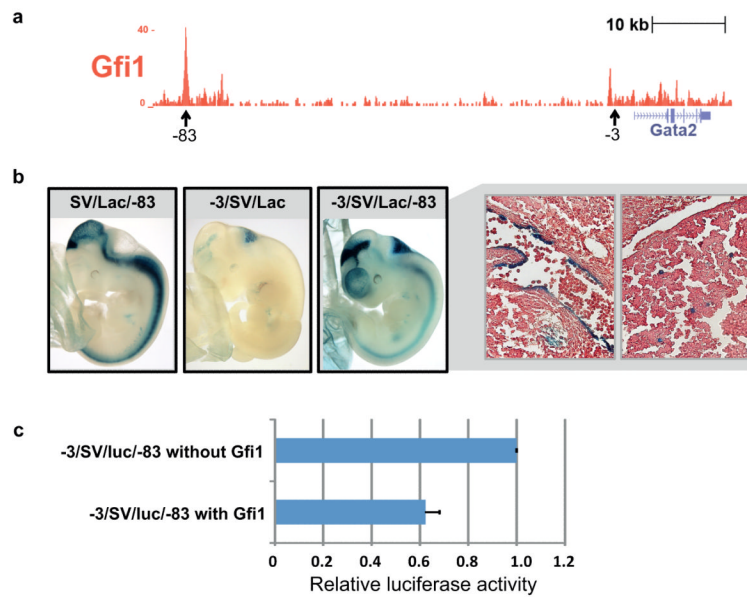 a
10 kb
40
Gfi1
0
-83
-3
Gata2
b
SV/Lac/-83
-3/SV/Lac
-3/SV/Lac/-83
c
-3/SV/luc/-83 without Gfi1
-3/SV/luc/-83 with Gfi1
0 0.2 0.4 0.6 0.8 1.0 1.2
Relative luciferase activity